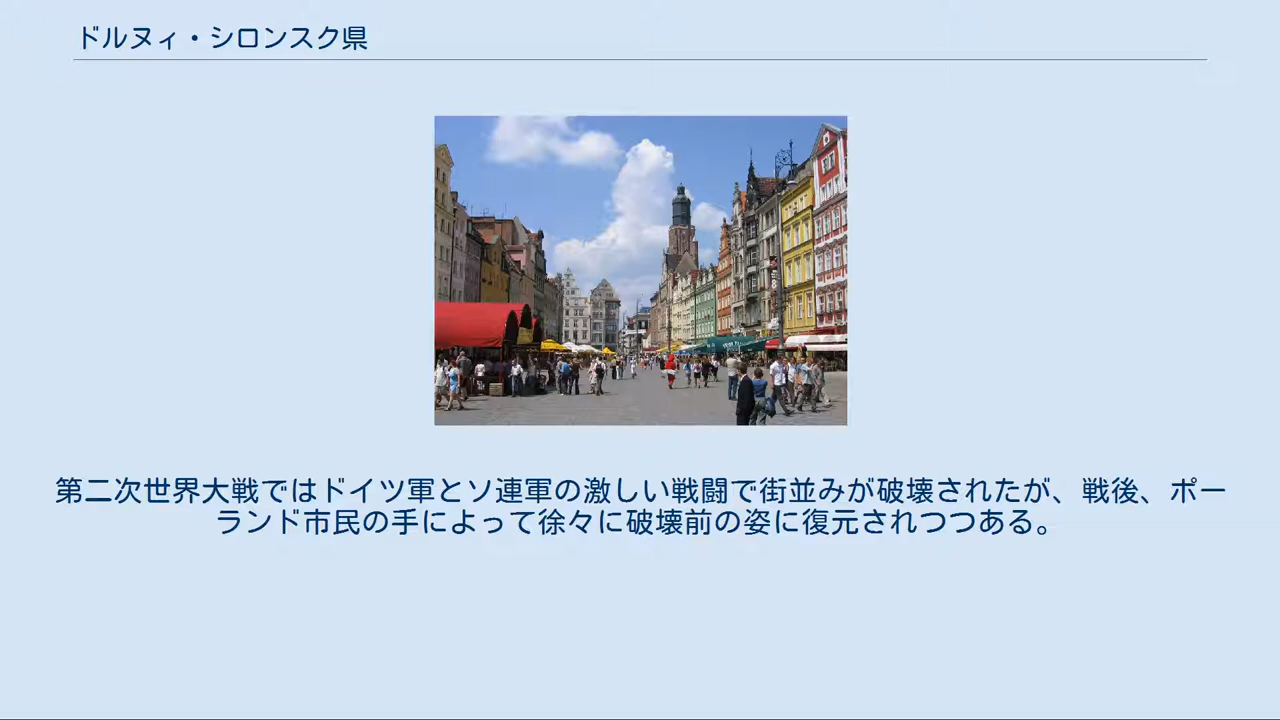 ドルヌィ・シロンスク県
第二次世界大戦ではドイツ軍とソ連軍の激しい戦闘で街並みが破壊されたが、戦後、ポー
ランド市民の手によって徐々に破壊前の姿に復元されつつある。